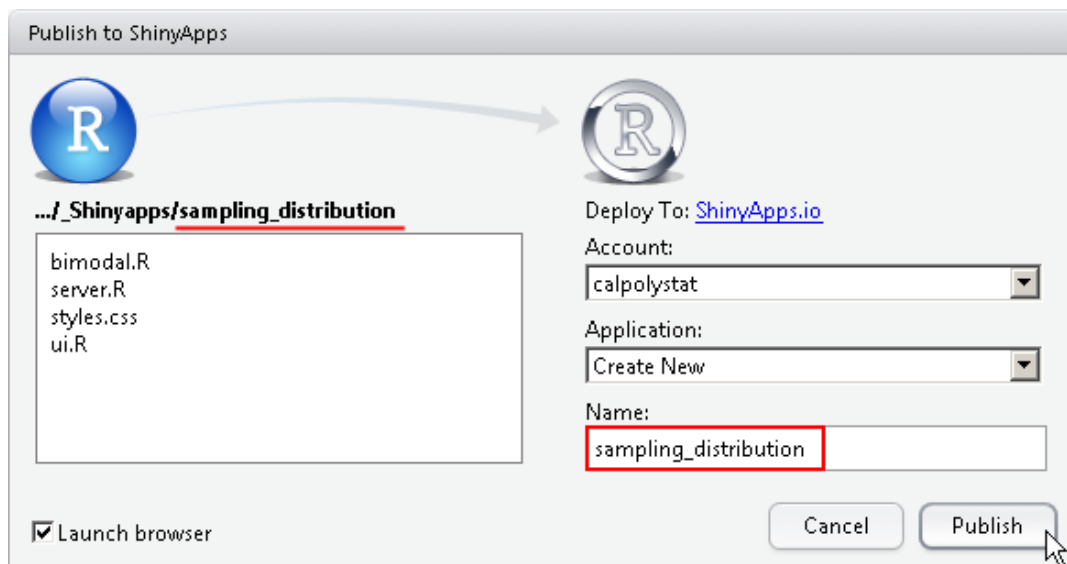 Publish to ShinyApps
R
R
.../_Shinyapps/sampling_distribution
bimodal.R
server.R
styles.css
ui.R
Deploy To: ShinyApps.io
Account:
calpolystat
Application:
Create New
Name:
sampling_distribution
Launch browser
Cancel
Publish